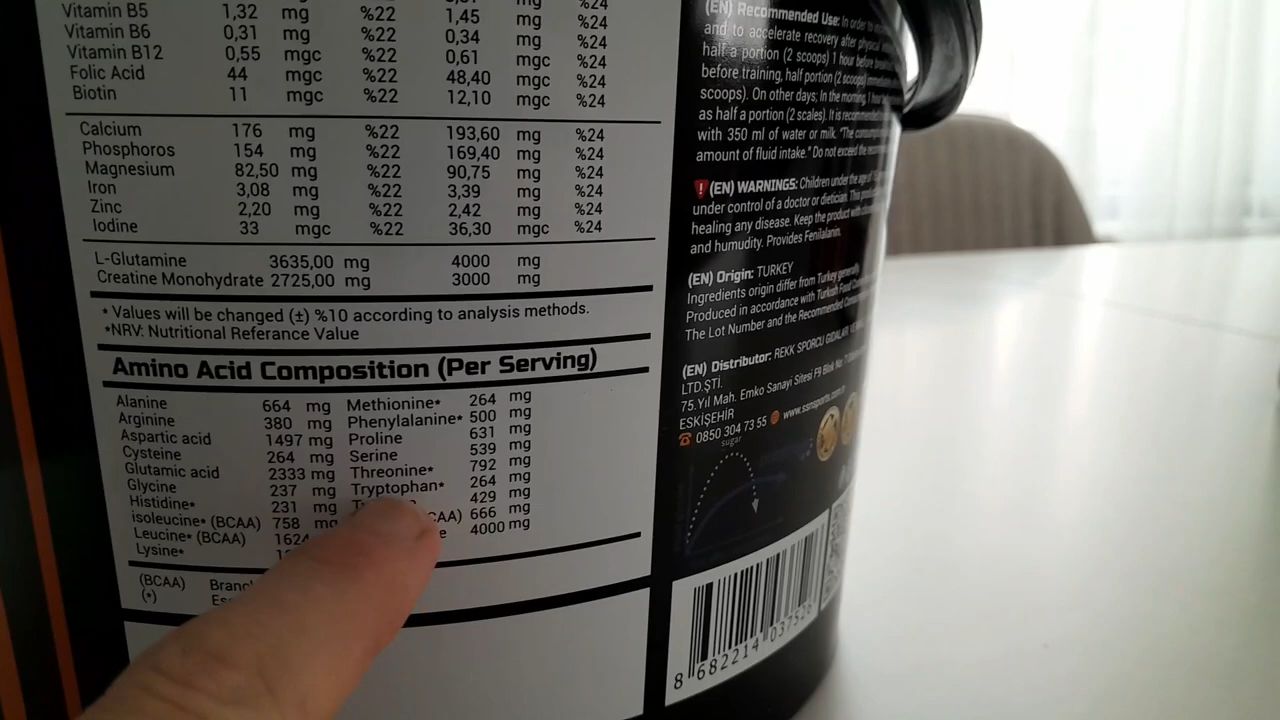 Vitamin B5 1,32 mg %22 1,45 mg %24
Vitamin B6 0,31 mg %22 0,34 mg %24
Vitamin B12 0,55 mgc %22 0,61 mgc %24
Folic Acid 44 mgc %22 48,40 mgc %24
Biotin 11 mgc %22 12,10 mgc %24
Calcium 176 mg %22 193,60 mg %24
Phosphoros 154 mg %22 169,40 mg %24
Magnesium 82,50 mg %22 90,75 mg %24
Iron 3,08 mg %22 3,39 mg %24
Zinc 2,20 mg %22 2,42 mg %24
Iodine 33 mgc %22 36,30 mgc %24
L-Glutamine 3635,00 mg 4000 mg
Creatine Monohydrate 2725,00 mg 3000 mg
* Values will be changed (±) %10 according to analysis methods.
*NRV: Nutritional Referance Value
Amino Acid Composition (Per Serving)
Alanine 664 mg Methionine* 264 mg
Arginine 380 mg Phenylalanine* 500 mg
Aspartic acid 1497 mg Proline 631 mg
Cysteine 264 mg Serine 539 mg
Glutamic acid 2333 mg Threonine* 792 mg
Glycine 237 mg Tryptophan* 264 mg
Histidine* 231 mg 429 mg
isoleucine* (BCAA) 758 mg 666 mg
Leucine* (BCAA) 1624 4000 mg
Lysine*
(BCAA)
(*)
(EN) Recommended Use: In order to
and to accelerate recovery after physical
half a portion (2 scoops) 1 hour before
before training, half portion (2 scoops)
scoops). On other days; In the morning, 1
as half a portion (2 scales). It is recommended
with 350 ml of water or milk. "The
amount of fluid intake." Do not exceed the
(EN) WARNINGS: Children under the age of
under control of a doctor or dietician. This
healing any disease. Keep the product
and humudity. Provides Fenilalanin.
(EN) Origin: TURKEY
Ingredients origin differ from Turkey generally
Produced in accordance with Turkish Food
The Lot Number and the Recommended
(EN) Distributor: REKK SPORCU GIDALARI
LTD.ŞTİ.
75.Yıl Mah. Emko Sanayi Sitesi F9 Blok No:
ESKİŞEHİR
0850 304 73 55 www.ssnsports.com.tr
sugar
8 682214 037528